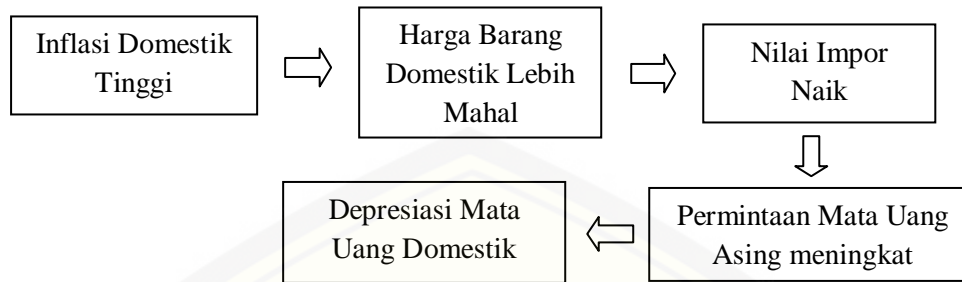 Inflasi Domestik
Tinggi
Harga Barang
Domestik Lebih
Mahal
Nilai Impor
Naik
Permintaan Mata Uang
Asing meningkat
Depresiasi Mata
Uang Domestik